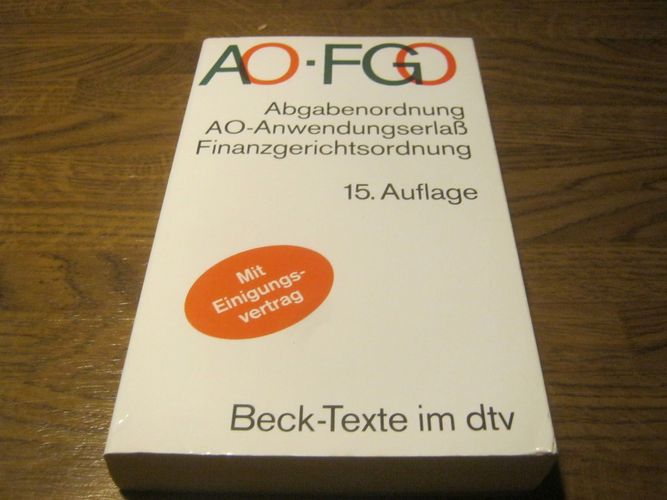 AO·FGO
Abgabenordnung
AO-Anwendungserlaß
Finanzgerichtsordnung
15. Auflage
Mit
Einigungs-
vertrag
Beck-Texte im dtv